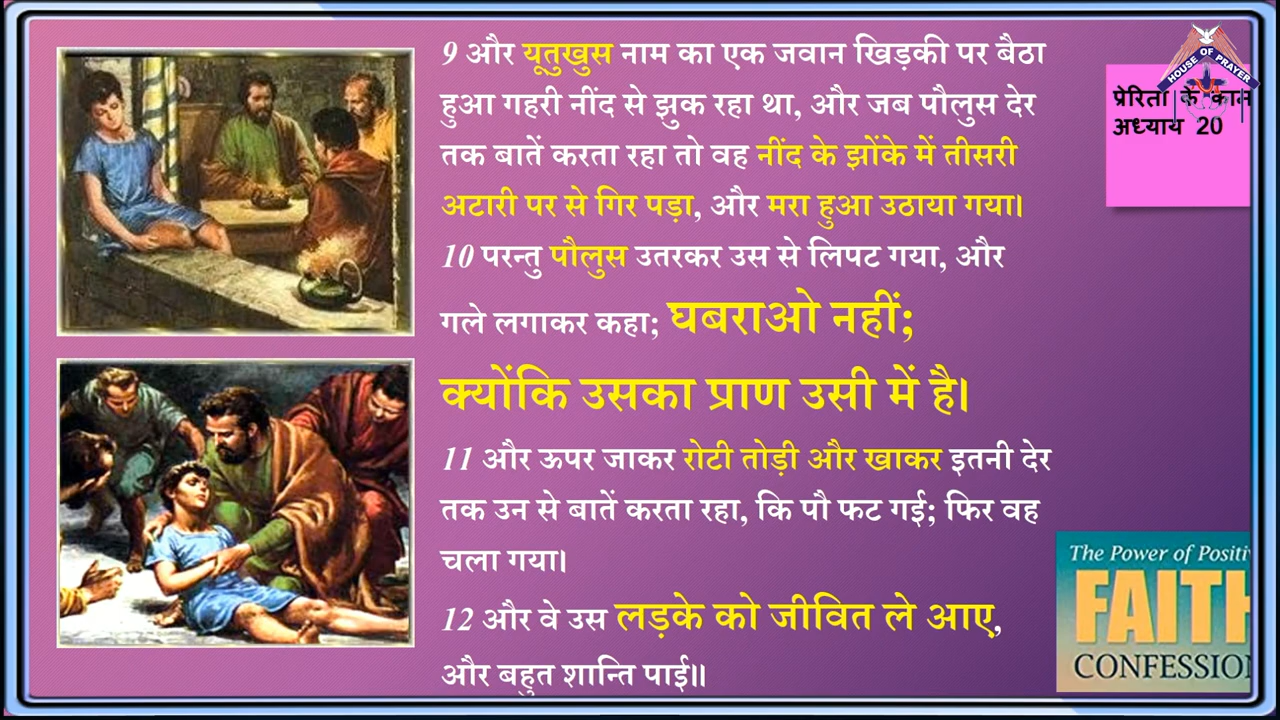 9 और यूतुखुस नाम का एक जवान खिड़की पर बैठा
हुआ गहरी नींद से झुक रहा था, और जब पौलुस देर
तक बातें करता रहा तो वह नींद के झोंके में तीसरी
अटारी पर से गिर पड़ा, और मरा हुआ उठाया गया।
10 परन्तु पौलुस उतरकर उस से लिपट गया, और
गले लगाकर कहा; घबराओ नहीं;
क्योंकि उसका प्राण उसी में है।
11 और ऊपर जाकर रोटी तोड़ी और खाकर इतनी देर
तक उन से बातें करता रहा, कि पौ फट गई; फिर वह
चला गया।
12 और वे उस लड़के को जीवित ले आए,
और बहुत शान्ति पाई॥
HOUSE OF PRAYER
प्रेरितों के काम
अध्याय 20
The Power of Positiv
FAITH
CONFESSION